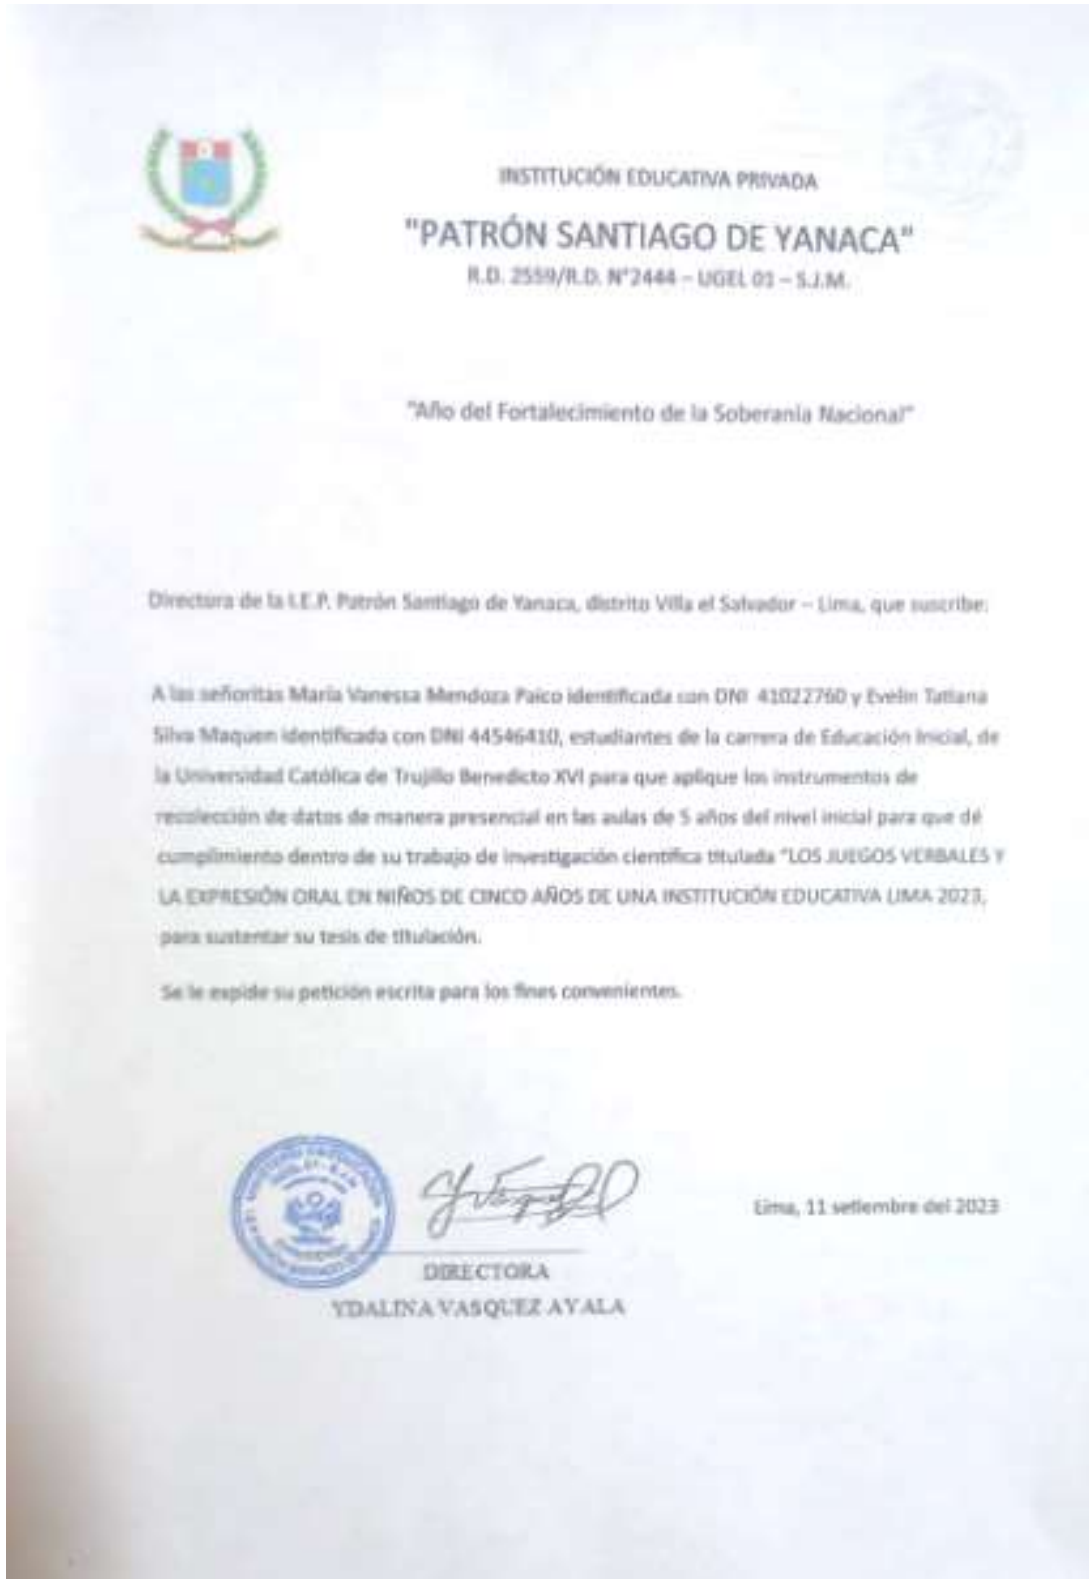 INSTITUCIÓN EDUCATIVA PRIVADA
"PATRÓN SANTIAGO DE YANACA"
R.D. 2559/R.D. N°2444 – UGEL 01 – S.J.M.
"Año del Fortalecimiento de la Soberanía Nacional"
Directora de la I.E.P. Patrón Santiago de Yanaca, distrito Villa el Salvador – Lima, que suscribe:
A las señoritas María Vanessa Mendoza Paico identificada con DNI 41022760 y Evelin Tatiana
Silva Maquen identificada con DNI 44546410, estudiantes de la carrera de Educación Inicial, de
la Universidad Católica de Trujillo Benedicto XVI para que aplique los instrumentos de
recolección de datos de manera presencial en las aulas de 5 años del nivel inicial para que dé
cumplimiento dentro de su trabajo de investigación científica titulada "LOS JUEGOS VERBALES Y
LA EXPRESIÓN ORAL EN NIÑOS DE CINCO AÑOS DE UNA INSTITUCIÓN EDUCATIVA LIMA 2023,
para sustentar su tesis de titulación.
Se le expide su petición escrita para los fines convenientes.
Lima, 11 setiembre del 2023
DIRECTORA
YDALINA VASQUEZ AYALA